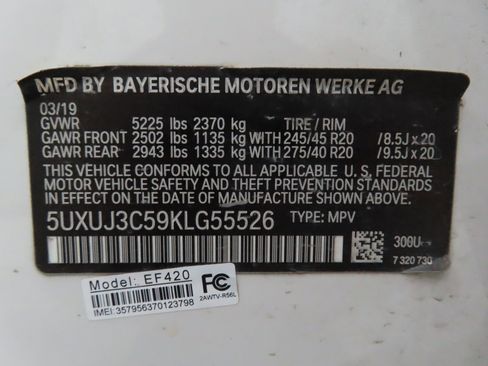 MFD BY BAYERISCHE MOTOREN WERKE AG
03/19
GVWR 5225 lbs 2370 kg TIRE / RIM
GAWR FRONT 2502 lbs 1135 kg WITH 245/45 R20 /8.5J x 20
GAWR REAR 2943 lbs 1335 kg WITH 275/40 R20 /9.5J x 20
THIS VEHICLE CONFORMS TO ALL APPLICABLE U. S. FEDERAL
MOTOR VEHICLE SAFETY, BUMPER, AND THEFT PREVENTION STANDARDS
IN EFFECT ON THE DATE OF MANUFACTURE SHOWN ABOVE.
5UXUJ3C59KLG55526 TYPE: MPV
300U
7 320 730
Model: EF420
IMEI: 357956370123798
FC
2AWTV-R56L